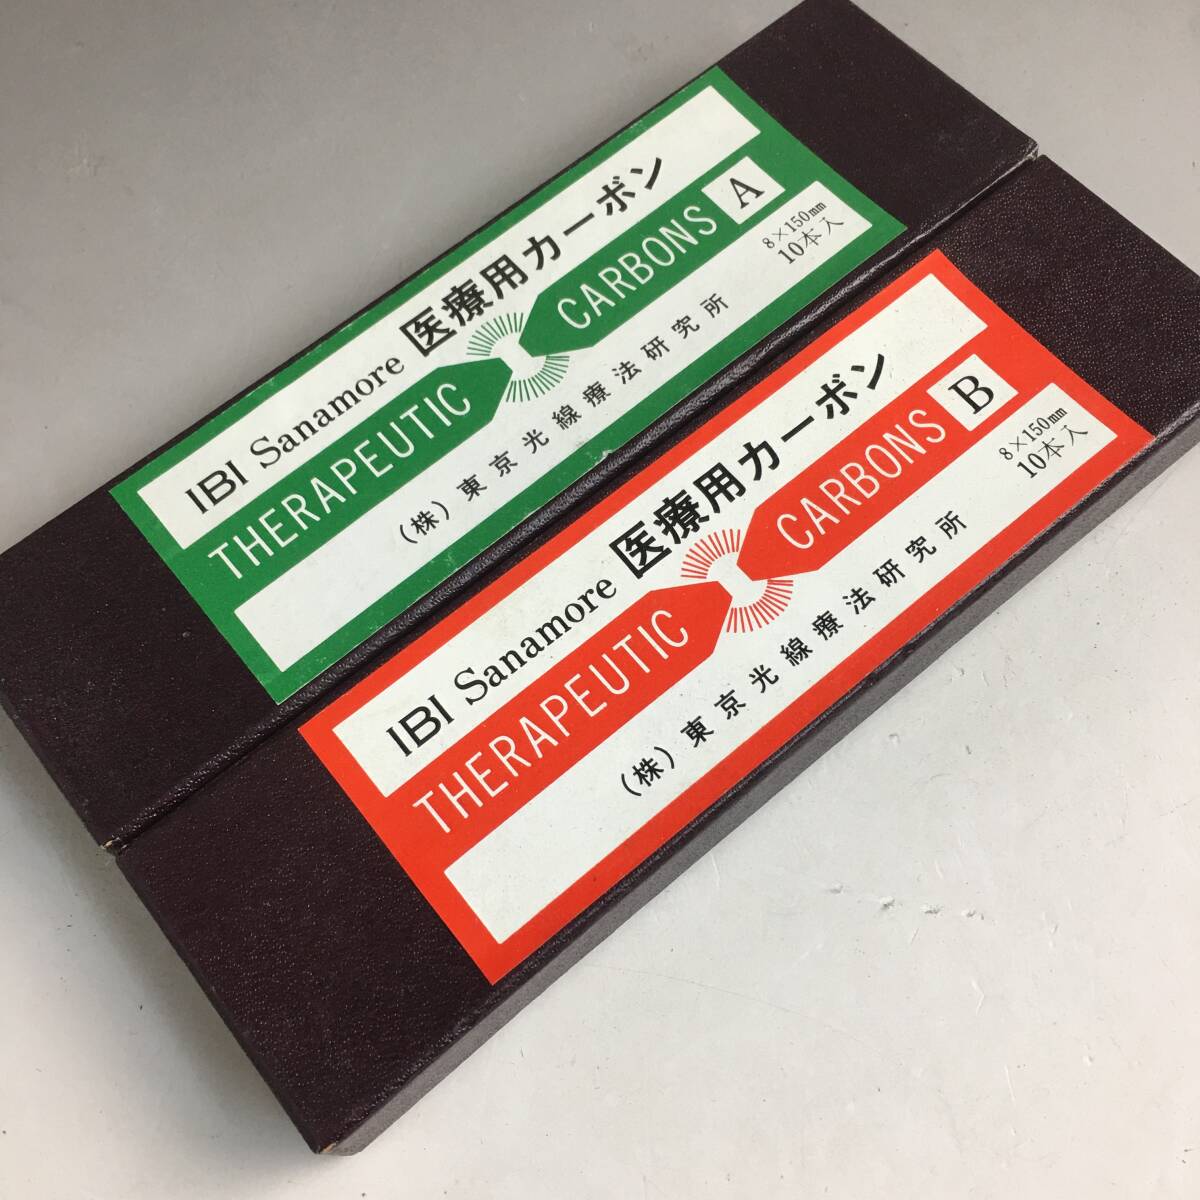 IBI Sanamore 医療用カーボン
THERAPEUTIC CARBONS A
8×150mm
10本入
(株)東京光線療法研究所
IBI Sanamore 医療用カーボン
THERAPEUTIC CARBONS B
8×150mm
10本入
(株)東京光線療法研究所